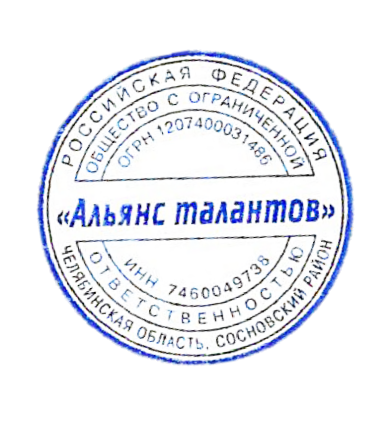 РОССИЙСКАЯ ФЕДЕРАЦИЯ
ОБЩЕСТВО С ОГРАНИЧЕННОЙ
ОГРН 1207400031486
«Альянс талантов»
ИНН 7460049738
ОТВЕТСТВЕННОСТЬЮ
ЧЕЛЯБИНСКАЯ ОБЛАСТЬ, СОСНОВСКИЙ РАЙОН